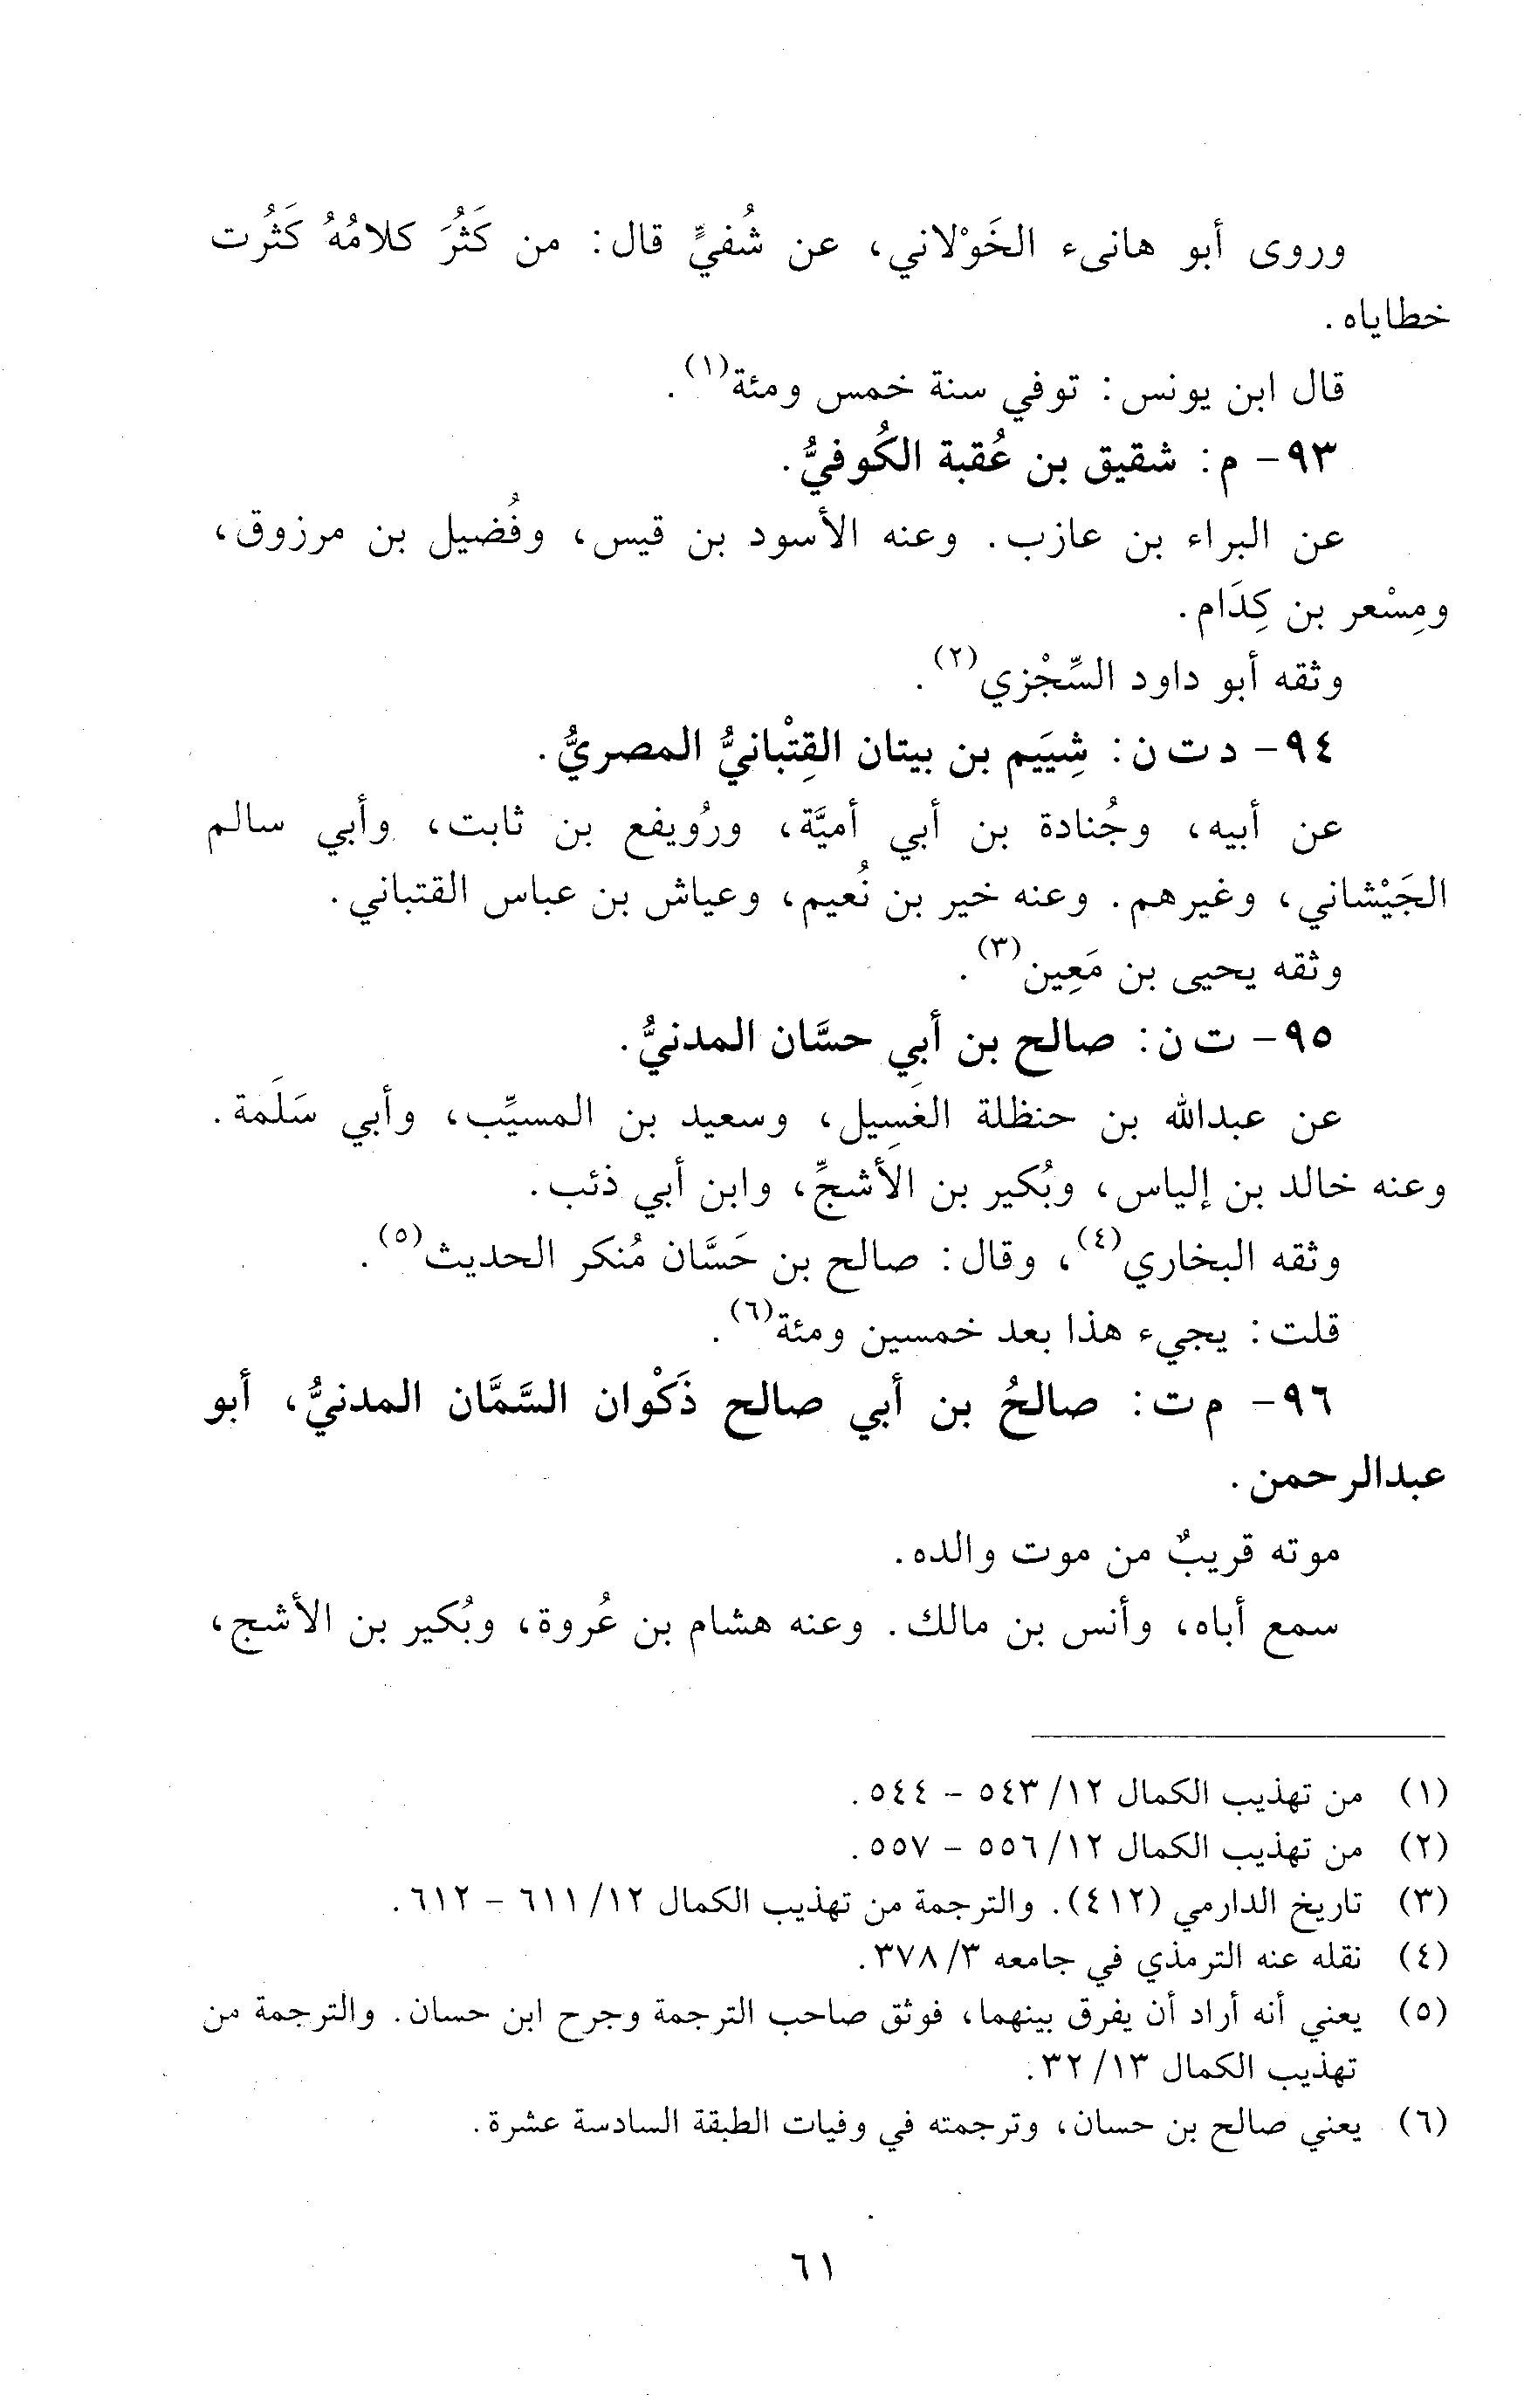 وروى أبو هانىء الخَوْلاني، عن شُفيٍّ قال: من كَثُرَ كلامُهُ كَثُرت
خطاياه.
قال ابن يونس: توفي سنة خمس ومئة(١).
٩٣- م: شقيق بن عُقبة الكُوفيُّ.
عن البراء بن عازب. وعنه الأسود بن قيس، وفُضيل بن مرزوق،
ومِسْعر بن كِدَام.
وثقه أبو داود السِّجْزي(٢).
٩٤- د ت ن: شِيَيَم بن بيتان القِتْبانيُّ المصريُّ.
عن أبيه، وجُنادة بن أبي أميَّة، ورُويفع بن ثابت، وأبي سالم
الجَيْشاني، وغيرهم. وعنه خير بن نُعيم، وعياش بن عباس القتباني.
وثقه يحيى بن مَعِين(٣).
٩٥- ت ن: صالح بن أبي حسَّان المدنيُّ.
عن عبدالله بن حنظلة الغَسِيل، وسعيد بن المسيِّب، وأبي سَلَمة.
وعنه خالد بن إلياس، وبُكير بن الأشجِّ، وابن أبي ذئب.
وثقه البخاري(٤)، وقال: صالح بن حَسَّان مُنكر الحديث(٥).
قلت: يجيء هذا بعد خمسين ومئة(٦).
٩٦- م ت: صالحُ بن أبي صالح ذَكْوان السَّمَّان المدنيُّ، أبو
عبدالرحمن.
موته قريبٌ من موت والده.
سمع أباه، وأنس بن مالك. وعنه هشام بن عُروة، وبُكير بن الأشج،
(١) من تهذيب الكمال ١٢/ ٥٤٣ - ٥٤٤.
(٢) من تهذيب الكمال ١٢/ ٥٥٦ - ٥٥٧.
(٣) تاريخ الدارمي (٤١٢). والترجمة من تهذيب الكمال ١٢/ ٦١١ - ٦١٢.
(٤) نقله عنه الترمذي في جامعه ٣/ ٣٧٨.
(٥) يعني أنه أراد أن يفرق بينهما، فوثق صاحب الترجمة وجرح ابن حسان. والترجمة من
تهذيب الكمال ١٣/ ٣٢.
(٦) يعني صالح بن حسان، وترجمته في وفيات الطبقة السادسة عشرة.
٦١